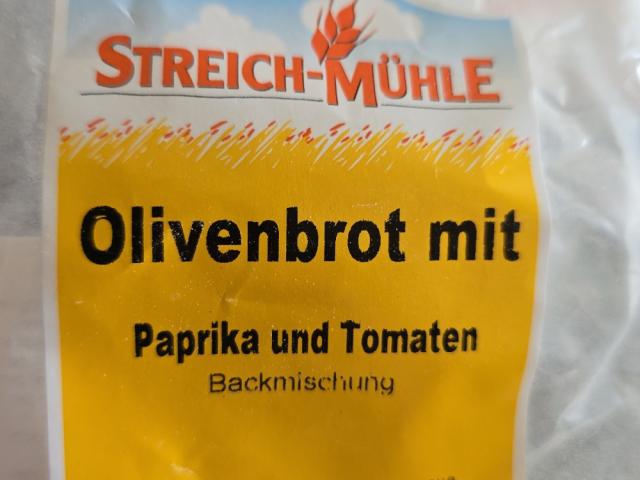 STREICH-MÜHLE
Olivenbrot mit
Paprika und Tomaten
Backmischung